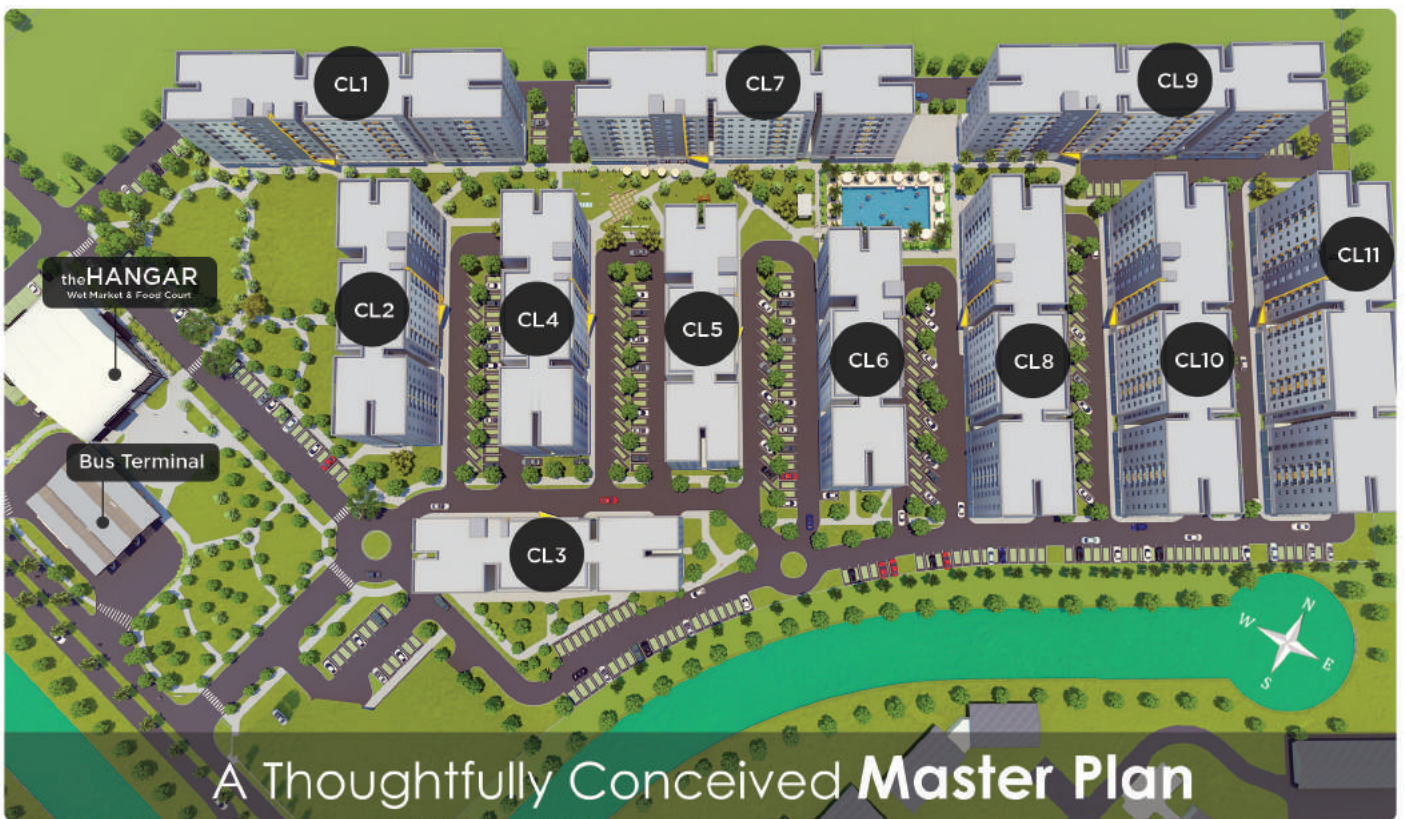 CL1
CL7
CL9
theHANGAR
Wet Market & Food Court
CL2
CL4
CL5
CL6
CL8
CL10
CL11
Bus Terminal
CL3
N
W
E
S
A Thoughtfully Conceived Master Plan